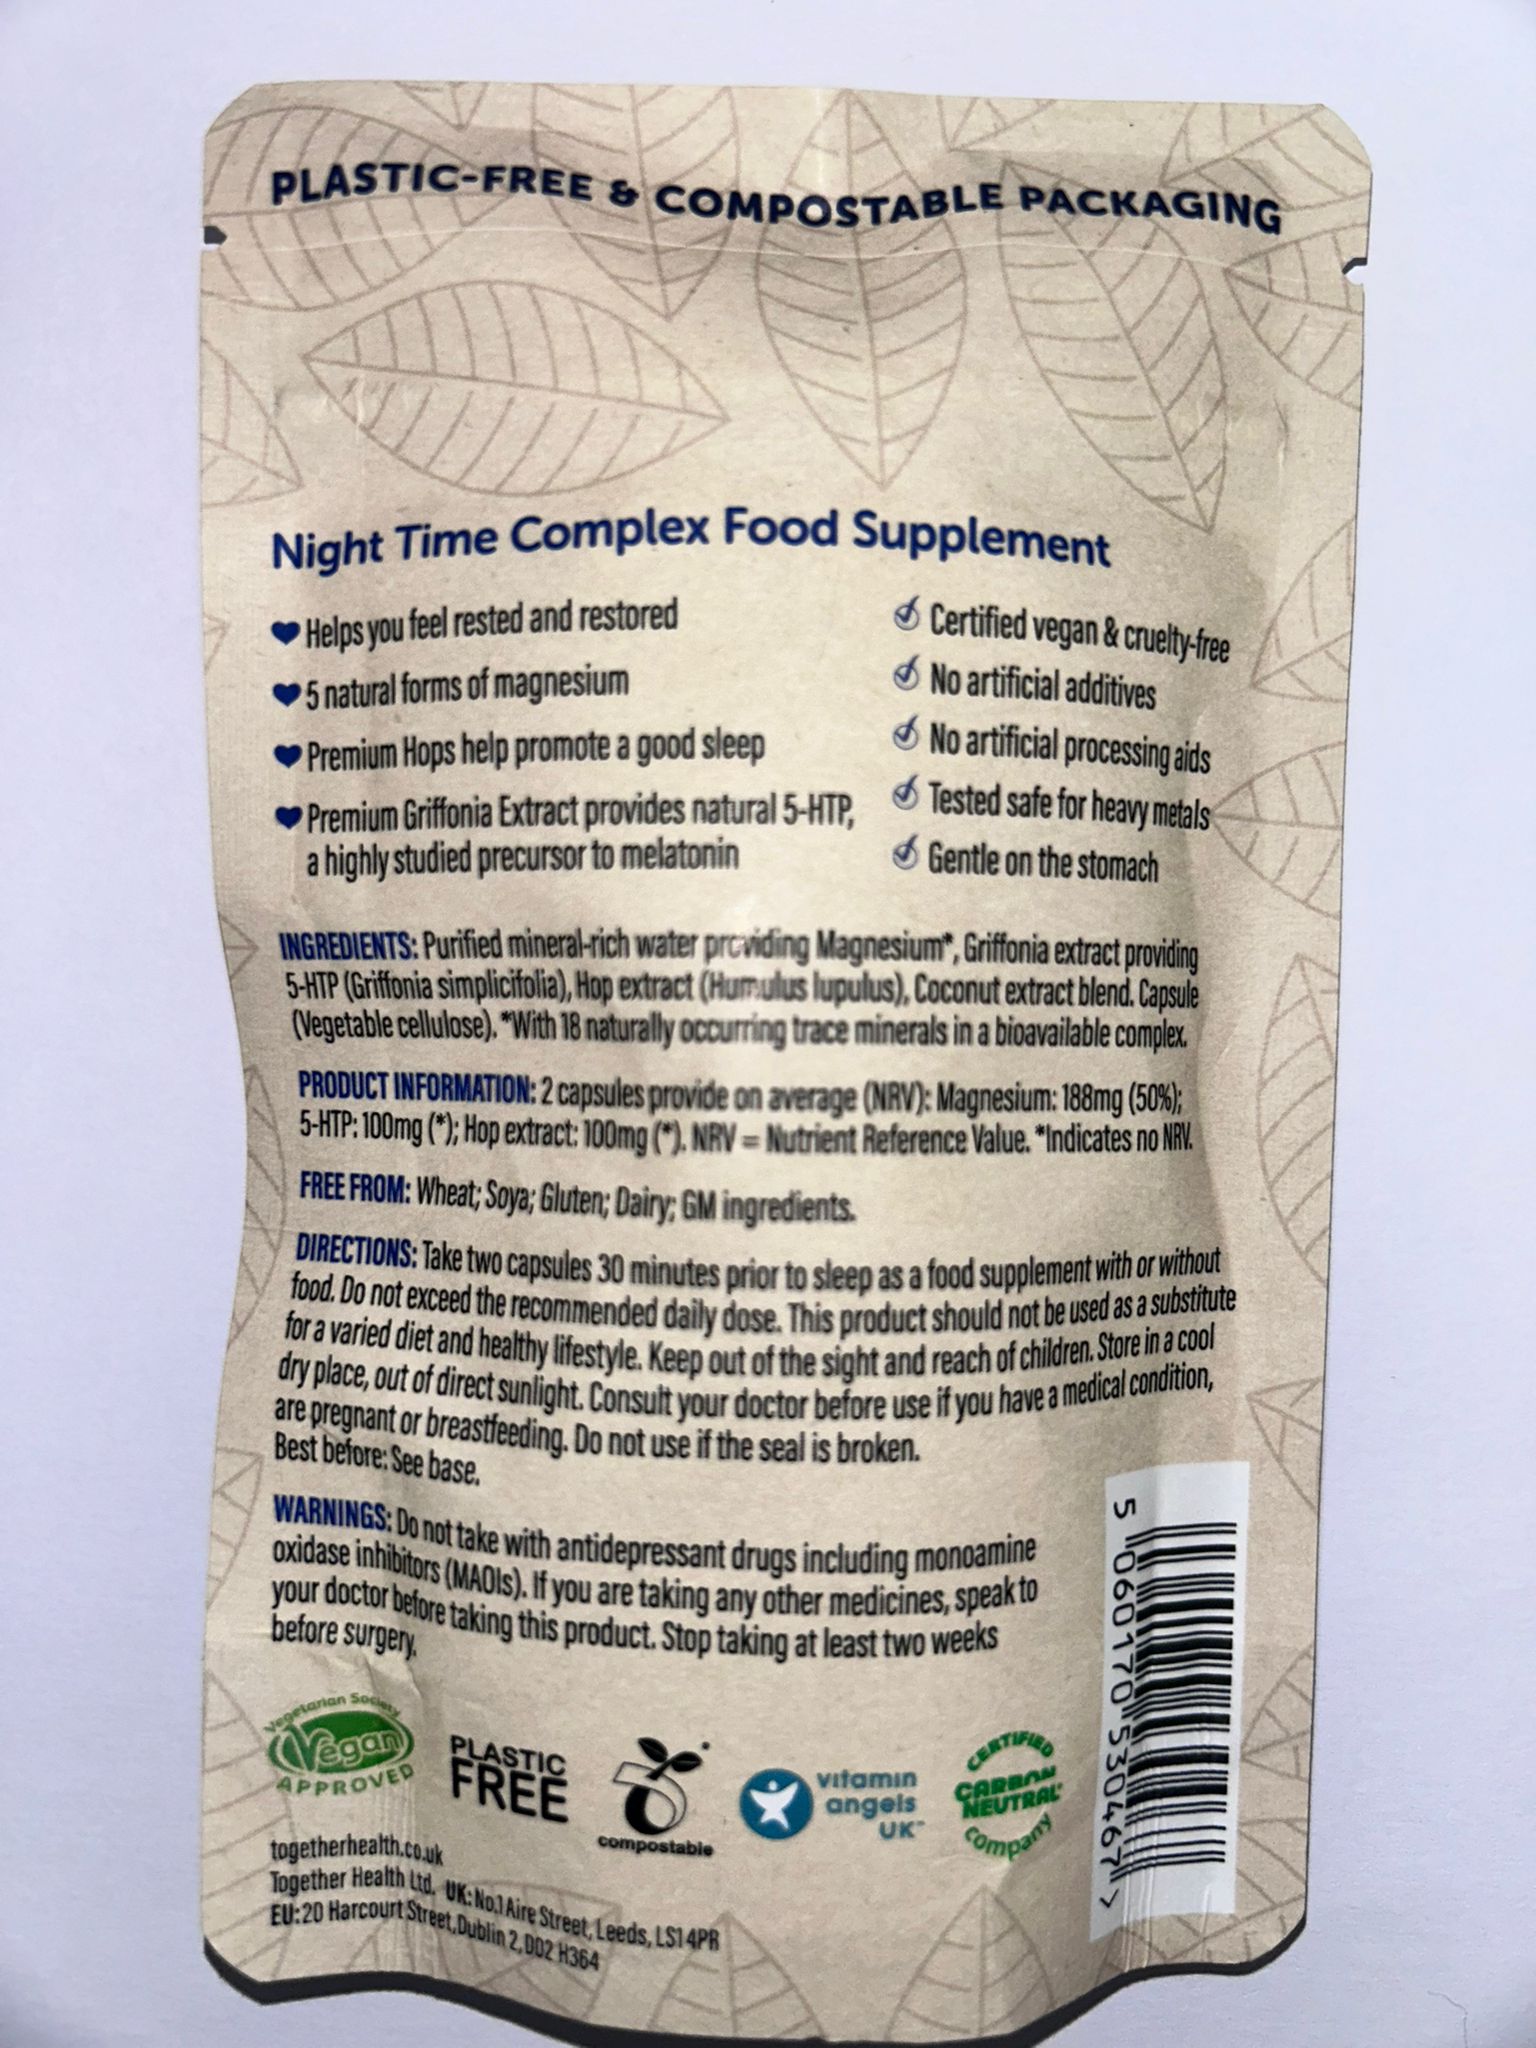 PLASTIC-FREE & COMPOSTABLE PACKAGING
Night Time Complex Food Supplement
Helps you feel rested and restored
5 natural forms of magnesium
Premium Hops help promote a good sleep
Premium Griffonia Extract provides natural 5-HTP,
a highly studied precursor to melatonin
Certified vegan & cruelty-free
No artificial additives
No artificial processing aids
Tested safe for heavy metals
Gentle on the stomach
INGREDIENTS: Purified mineral-rich water providing Magnesium*, Griffonia extract providing
5-HTP (Griffonia simplicifolia), Hop extract (Humulus lupulus), Coconut extract blend. Capsule
(Vegetable cellulose). *With 18 naturally occurring trace minerals in a bioavailable complex.
PRODUCT INFORMATION: 2 capsules provide on average (NRV): Magnesium: 188mg (50%);
5-HTP: 100mg (*); Hop extract: 100mg (*). NRV = Nutrient Reference Value. *Indicates no NRV.
FREE FROM: Wheat; Soya; Gluten; Dairy; GM ingredients.
DIRECTIONS: Take two capsules 30 minutes prior to sleep as a food supplement with or without
food. Do not exceed the recommended daily dose. This product should not be used as a substitute
for a varied diet and healthy lifestyle. Keep out of the sight and reach of children. Store in a cool
dry place, out of direct sunlight. Consult your doctor before use if you have a medical condition,
are pregnant or breastfeeding. Do not use if the seal is broken.
Best before: See base.
WARNINGS: Do not take with antidepressant drugs including monoamine
oxidase inhibitors (MAOIs). If you are taking any other medicines, speak to
your doctor before taking this product. Stop taking at least two weeks
before surgery.
5 060170 530467 >
Vegetarian Society
Vegan
APPROVED
PLASTIC
FREE
compostable
vitamin
angels
UK™
CERTIFIED
CARBON
NEUTRAL
company
togetherhealth.co.uk
Together Health Ltd. UK: No.1 Aire Street, Leeds, LS1 4PR
EU: 20 Harcourt Street, Dublin 2, D02 H364